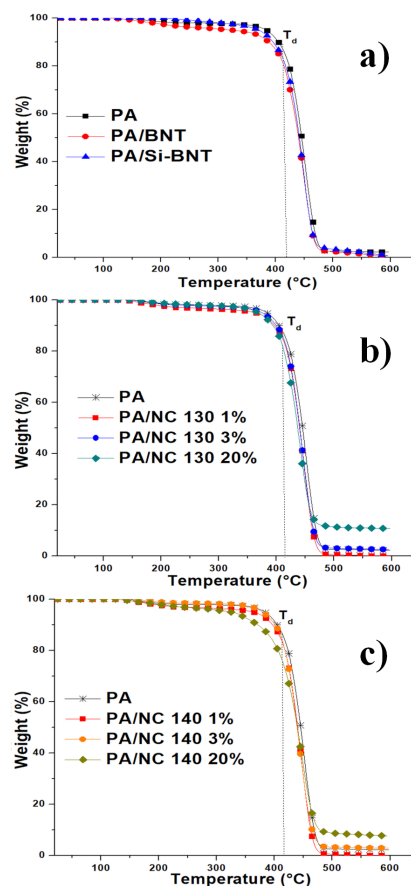 100
T_d
a)
80
Weight (%)
60
PA
PA/BNT
PA/Si-BNT
40
20
0
100 200 300 400 500 600
Temperature (°C)
100
T_d
b)
80
Weight (%)
60
PA
PA/NC 130 1%
PA/NC 130 3%
PA/NC 130 20%
40
20
0
100 200 300 400 500 600
Temperature (°C)
100
T_d
c)
80
Weight (%)
60
PA
PA/NC 140 1%
PA/NC 140 3%
PA/NC 140 20%
40
20
0
100 200 300 400 500 600
Temperature (°C)